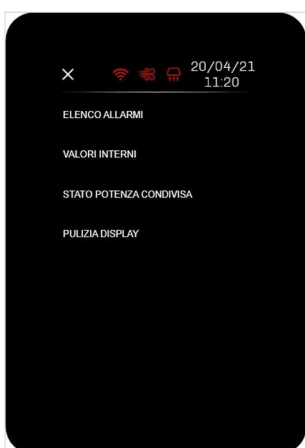 20/04/21
11:20
ELENCO ALLARMI
VALORI INTERNI
STATO POTENZA CONDIVISA
PULIZIA DISPLAY